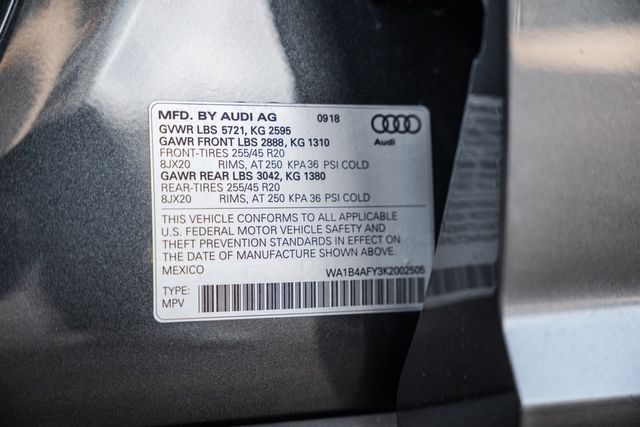 MFD. BY AUDI AG 0918
GVWR LBS 5721, KG 2595
GAWR FRONT LBS 2888, KG 1310
FRONT-TIRES 255/45 R20
8JX20 RIMS, AT 250 KPA 36 PSI COLD
GAWR REAR LBS 3042, KG 1380
REAR-TIRES 255/45 R20
8JX20 RIMS, AT 250 KPA 36 PSI COLD
Audi
THIS VEHICLE CONFORMS TO ALL APPLICABLE
U.S. FEDERAL MOTOR VEHICLE SAFETY AND
THEFT PREVENTION STANDARDS IN EFFECT ON
THE DATE OF MANUFACTURE SHOWN ABOVE.
MEXICO WA1B4AFY3K2002505
TYPE:
MPV